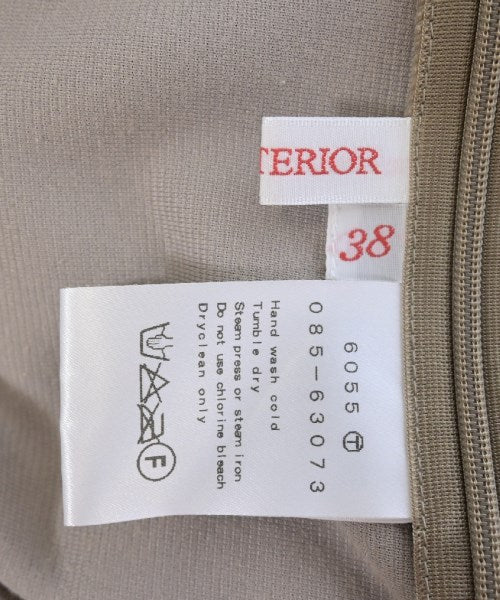 TERIOR
38
6055 T
085-63073
Hand wash cold
Tumble dry
Steam press or steam iron
Do not use chlorine bleach
Dryclean only
F